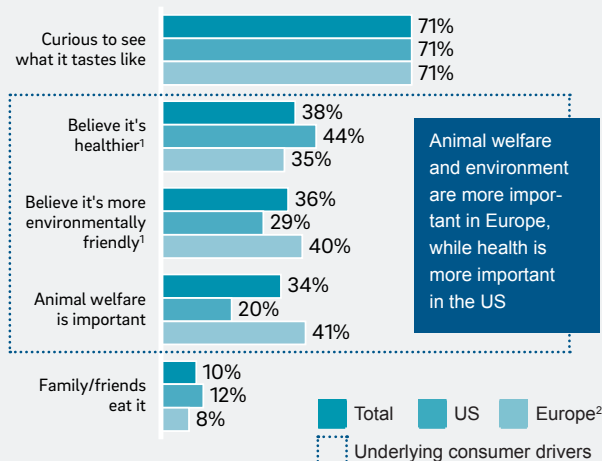 Curious to see
what it tastes like
71%
71%
71%
Believe it's
healthier¹
38%
44%
35%
Believe it's more
environmentally
friendly¹
36%
29%
40%
Animal welfare
is important
34%
20%
41%
Animal welfare
and environment
are more impor-
tant in Europe,
while health is
more important
in the US
Family/friends
eat it
10%
12%
8%
Total US Europe²
Underlying consumer drivers